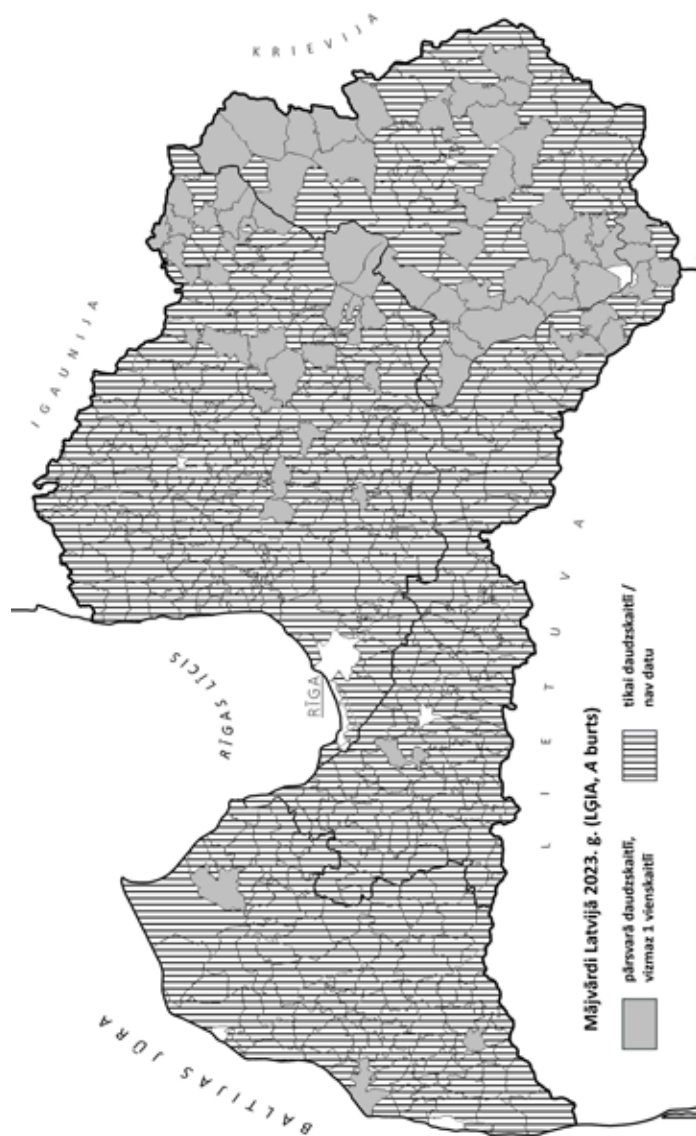 KRIEVIJA
IGAUNIJA
RĪGAS LĪCIS
RĪGA
BALTIJAS JŪRA
LIETUVA
Mājvārdi Latvijā 2023. g. (LĢIA, A burts)
pārsvarā daudzskaitlī,
vizmaz 1 vienskaitlī
tikai daudzskaitlī /
nav datu